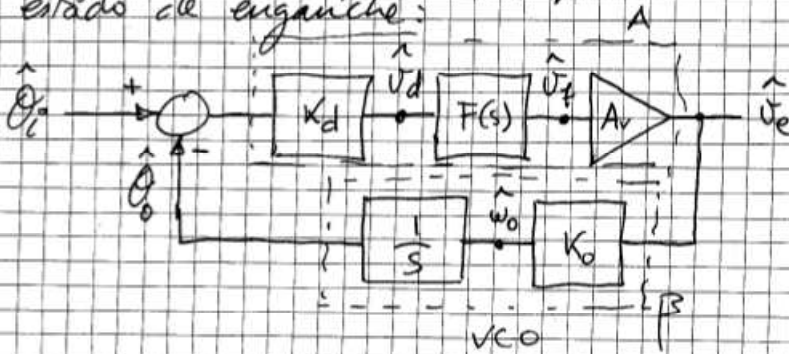 estado de enganche:
A
θ̂i + Kd v̂d F(s) v̂f Av v̂e
-
θ̂o 1/S ω̂o Ko
β
VCO